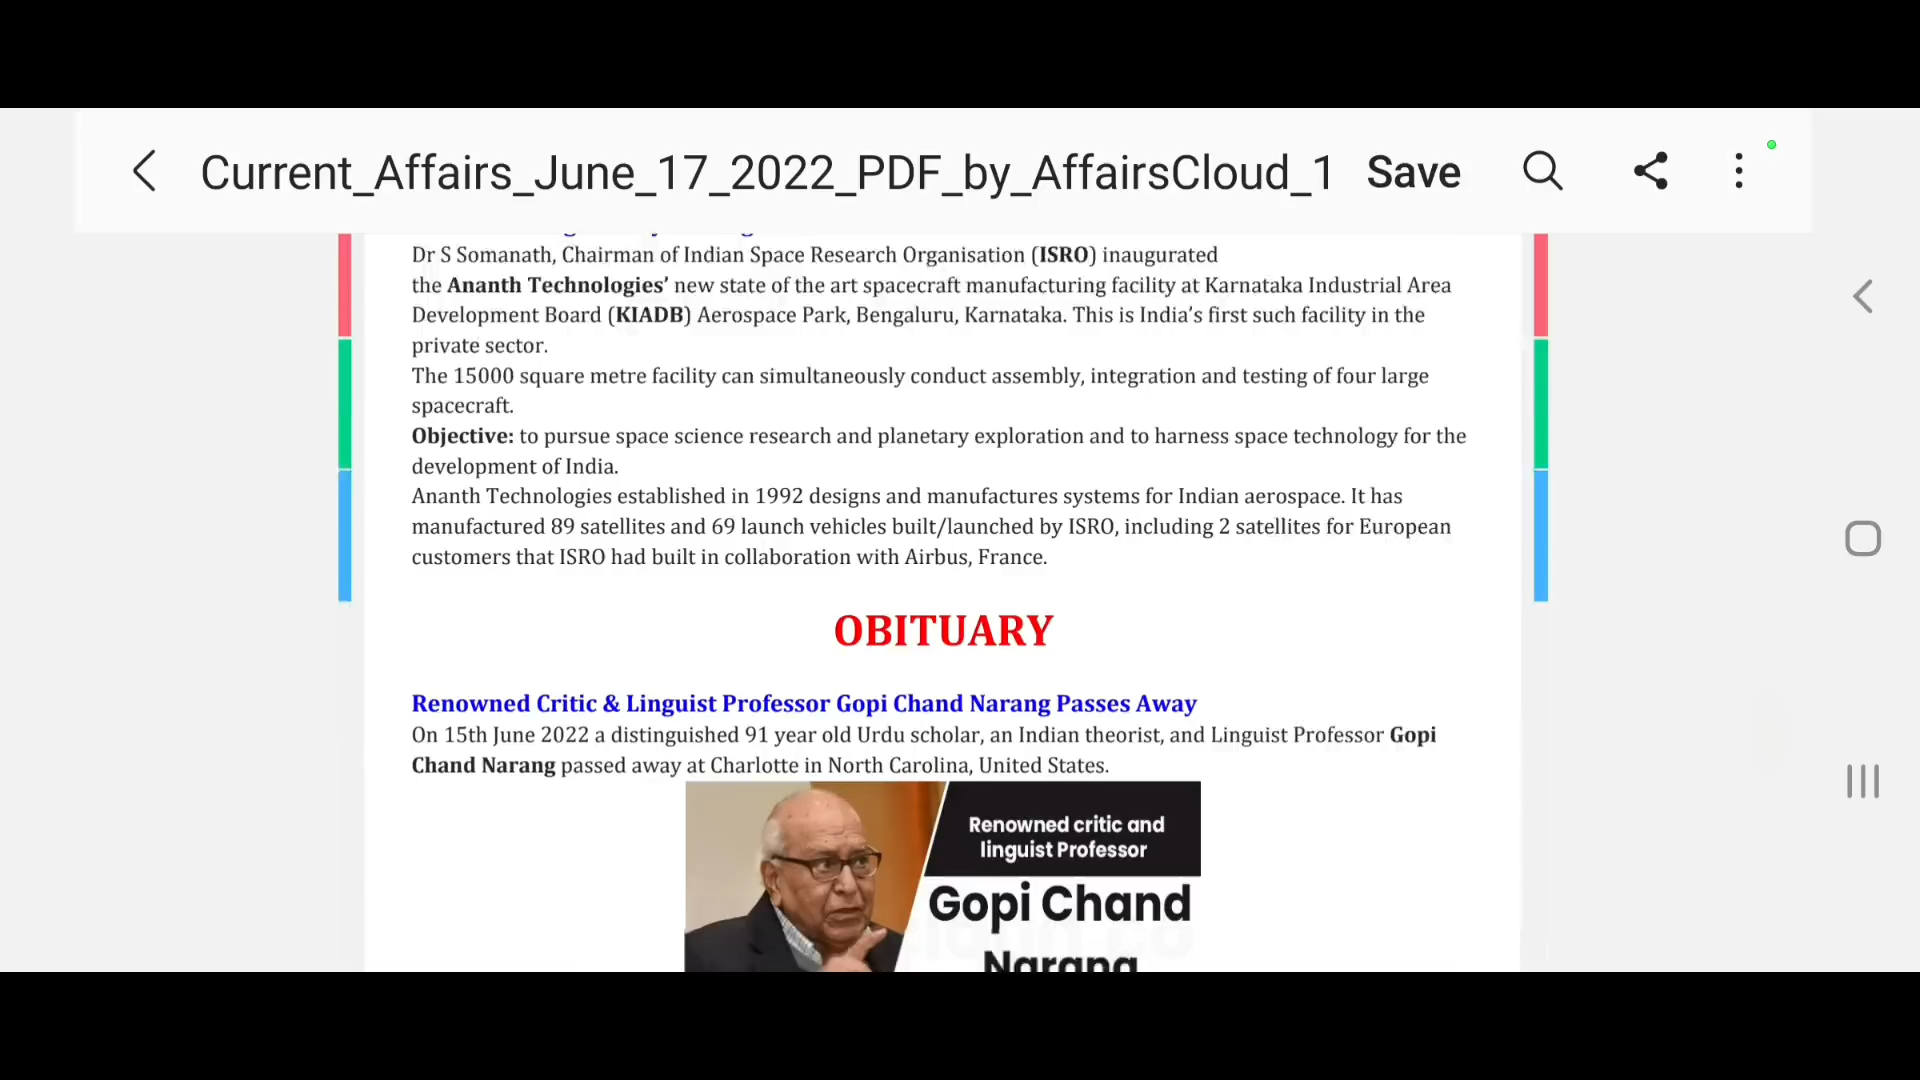 Current_Affairs_June_17_2022_PDF_by_AffairsCloud_1
Save
Dr S Somanath, Chairman of Indian Space Research Organisation (ISRO) inaugurated
the Ananth Technologies’ new state of the art spacecraft manufacturing facility at Karnataka Industrial Area
Development Board (KIADB) Aerospace Park, Bengaluru, Karnataka. This is India’s first such facility in the
private sector.
The 15000 square metre facility can simultaneously conduct assembly, integration and testing of four large
spacecraft.
Objective: to pursue space science research and planetary exploration and to harness space technology for the
development of India.
Ananth Technologies established in 1992 designs and manufactures systems for Indian aerospace. It has
manufactured 89 satellites and 69 launch vehicles built/launched by ISRO, including 2 satellites for European
customers that ISRO had built in collaboration with Airbus, France.
OBITUARY
Renowned Critic & Linguist Professor Gopi Chand Narang Passes Away
On 15th June 2022 a distinguished 91 year old Urdu scholar, an Indian theorist, and Linguist Professor Gopi
Chand Narang passed away at Charlotte in North Carolina, United States.
Renowned critic and
linguist Professor
Gopi Chand
Narang